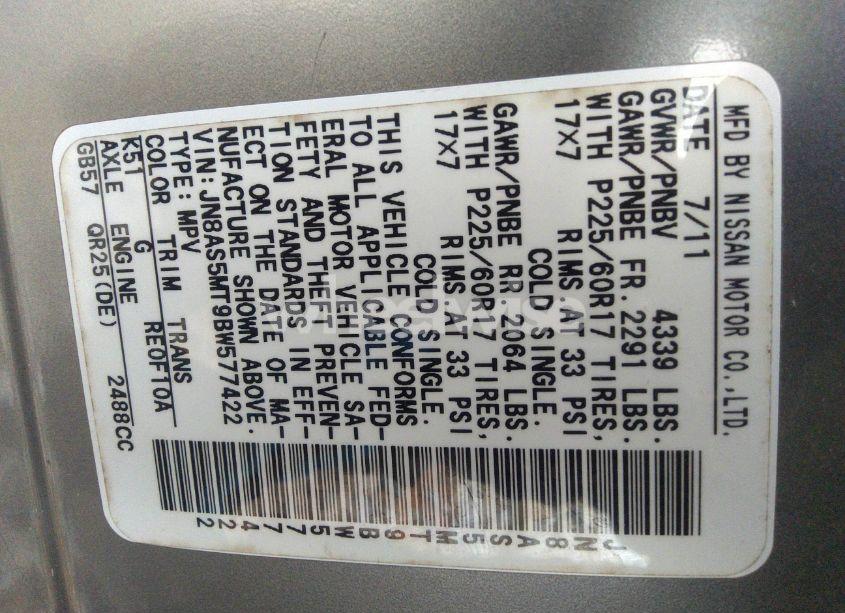 MFD BY NISSAN MOTOR CO.,LTD.
DATE 7/11
GVWR/PNBV 4339 LBS.
GAWR/PNBE FR.2291 LBS.
WITH P225/60R17 TIRES,
17X7 RIMS AT 33 PSI
COLD SINGLE.
GAWR/PNBE RR.2064 LBS.
WITH P225/60R17 TIRES,
17X7 RIMS AT 33 PSI
COLD SINGLE.
THIS VEHICLE CONFORMS
TO ALL APPLICABLE FED-
ERAL MOTOR VEHICLE SA-
FETY AND THEFT PREVEN-
TION STANDARDS IN EFF-
ECT ON THE DATE OF MA-
NUFACTURE SHOWN ABOVE.
VIN:JN8AS5MT9BW577422
TYPE:MPV
COLOR TRIM TRANS
K51 G REOF10A
AXLE ENGINE
GB57 QR25(DE) 2488CC
JN8AS5MT9BW577422